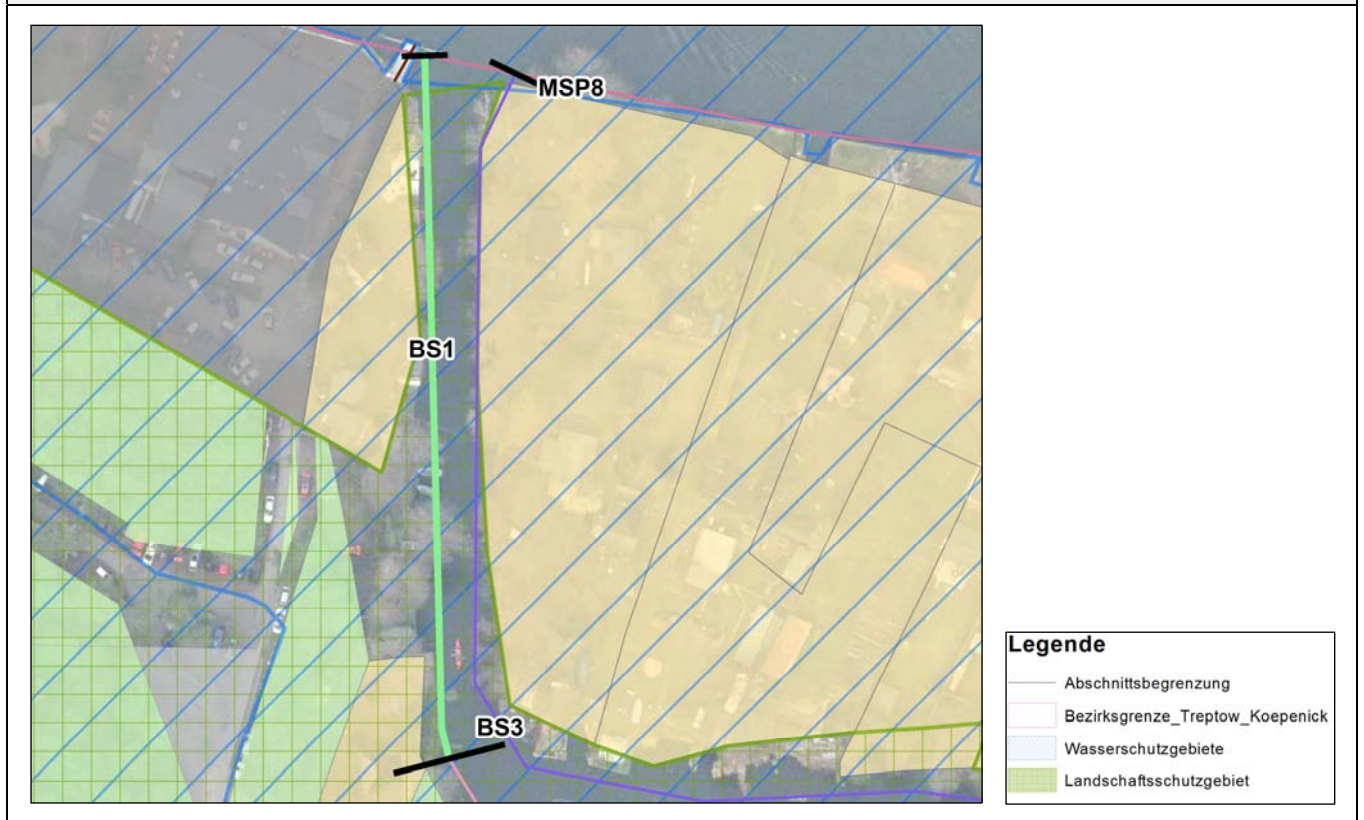 MSP8
BS1
BS3
Legende
Abschnittsbegrenzung
Bezirksgrenze_Treptow_Koepenick
Wasserschutzgebiete
Landschaftsschutzgebiet